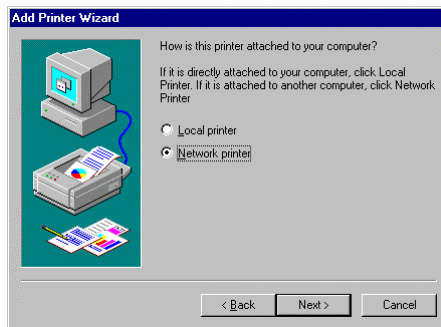 Add Printer Wizard
How is this printer attached to your computer?
If it is directly attached to your computer, click Local
Printer. If it is attached to another computer, click Network
Printer
Local printer
Network printer
< Back Next > Cancel